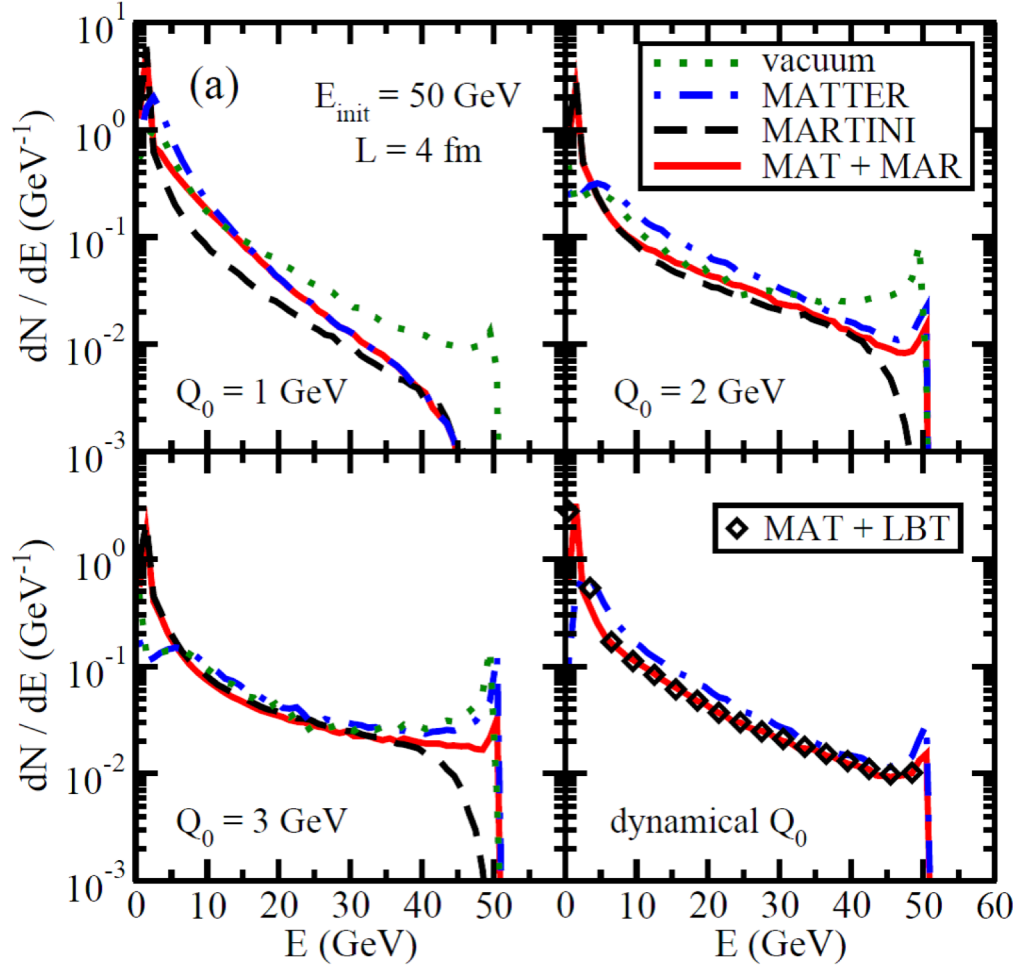 10^1
10^0
10^-1
10^-2
10^-3
dN / dE (GeV^-1)
(a)
E_init = 50 GeV
L = 4 fm
Q_0 = 1 GeV
vacuum
MATTER
MARTINI
MAT + MAR
Q_0 = 2 GeV
10^0
10^-1
10^-2
10^-3
dN / dE (GeV^-1)
Q_0 = 3 GeV
MAT + LBT
dynamical Q_0
0 10 20 30 40 50 0 10 20 30 40 50 60
E (GeV) E (GeV)